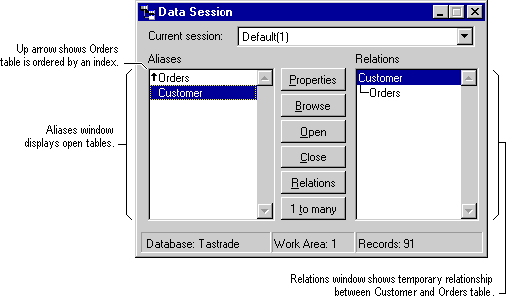 Data Session
Current session: Default(1)
Up arrow shows Orders
table is ordered by an index.
Aliases
Relations
Orders
Customer
Properties
Browse
Open
Close
Relations
1 to many
Customer
Orders
Aliases window
displays open tables.
Database: Tastrade
Work Area: 1
Records: 91
Relations window shows temporary relationship
between Customer and Orders table.